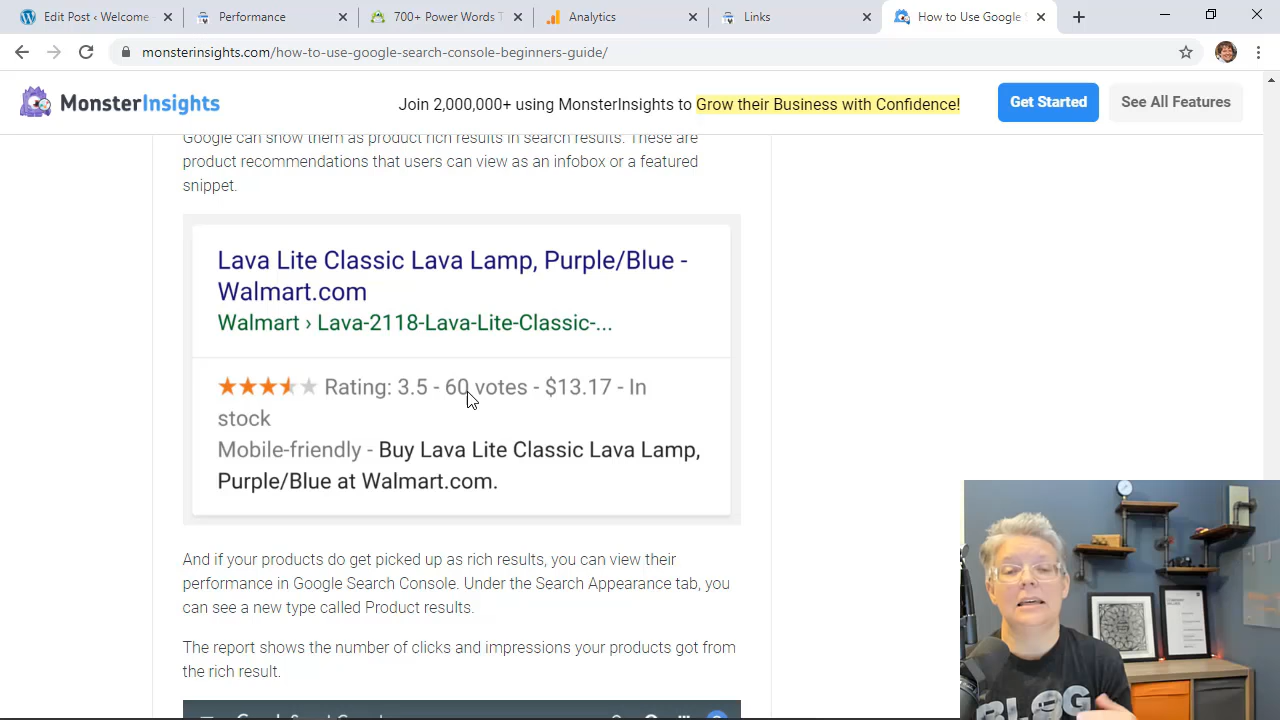 Edit Post ‹ Welcome
Performance
700+ Power Words T
Analytics
Links
How to Use Google
monsterinsights.com/how-to-use-google-search-console-beginners-guide/
MonsterInsights
Join 2,000,000+ using MonsterInsights to Grow their Business with Confidence!
Get Started
See All Features
Google can show them as product rich results in search results. These are
product recommendations that users can view as an infobox or a featured
snippet.
Lava Lite Classic Lava Lamp, Purple/Blue -
Walmart.com
Walmart › Lava-2118-Lava-Lite-Classic-...
Rating: 3.5 - 60 votes - $13.17 - In
stock
Mobile-friendly - Buy Lava Lite Classic Lava Lamp,
Purple/Blue at Walmart.com.
And if your products do get picked up as rich results, you can view their
performance in Google Search Console. Under the Search Appearance tab, you
can see a new type called Product results.
The report shows the number of clicks and impressions your products got from
the rich result.
BLOG